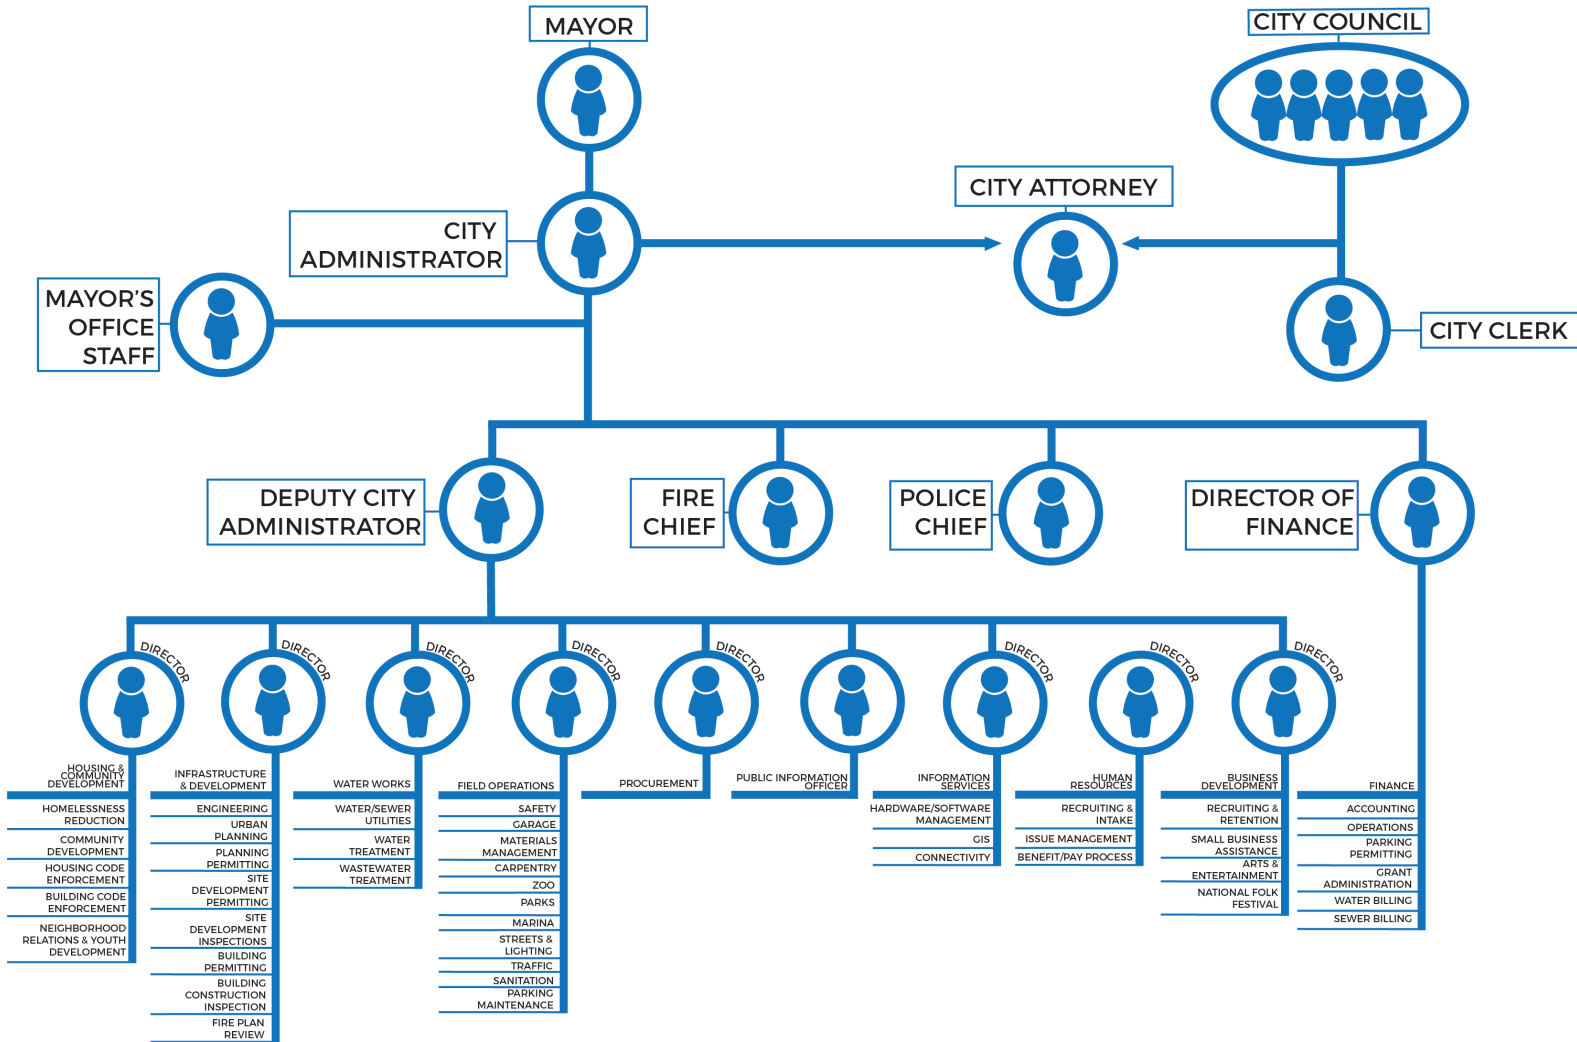 MAYOR
CITY COUNCIL
CITY ATTORNEY
CITY
ADMINISTRATOR
MAYOR'S
OFFICE
STAFF
CITY CLERK
DEPUTY CITY
ADMINISTRATOR
FIRE
CHIEF
POLICE
CHIEF
DIRECTOR OF
FINANCE
DIRECTOR
DIRECTOR
DIRECTOR
DIRECTOR
DIRECTOR
DIRECTOR
DIRECTOR
DIRECTOR
HOUSING &
COMMUNITY
DEVELOPMENT
HOMELESSNESS
REDUCTION
COMMUNITY
DEVELOPMENT
HOUSING CODE
ENFORCEMENT
BUILDING CODE
ENFORCEMENT
NEIGHBORHOOD
RELATIONS & YOUTH
DEVELOPMENT
INFRASTRUCTURE
& DEVELOPMENT
ENGINEERING
URBAN
PLANNING
PLANNING
PERMITTING
SITE
DEVELOPMENT
PERMITTING
SITE
DEVELOPMENT
INSPECTIONS
BUILDING
PERMITTING
BUILDING
CONSTRUCTION
INSPECTION
FIRE PLAN
REVIEW
WATER WORKS
WATER/SEWER
UTILITIES
WATER
TREATMENT
WASTEWATER
TREATMENT
FIELD OPERATIONS
SAFETY
GARAGE
MATERIALS
MANAGEMENT
CARPENTRY
ZOO
PARKS
MARINA
STREETS &
LIGHTING
TRAFFIC
SANITATION
PARKING
MAINTENANCE
PROCUREMENT
PUBLIC INFORMATION
OFFICER
INFORMATION
SERVICES
HARDWARE/SOFTWARE
MANAGEMENT
GIS
CONNECTIVITY
HUMAN
RESOURCES
RECRUITING &
INTAKE
ISSUE MANAGEMENT
BENEFIT/PAY PROCESS
BUSINESS
DEVELOPMENT
RECRUITING &
RETENTION
SMALL BUSINESS
ASSISTANCE
ARTS &
ENTERTAINMENT
NATIONAL FOLK
FESTIVAL
FINANCE
ACCOUNTING
OPERATIONS
PARKING
PERMITTING
GRANT
ADMINISTRATION
WATER BILLING
SEWER BILLING